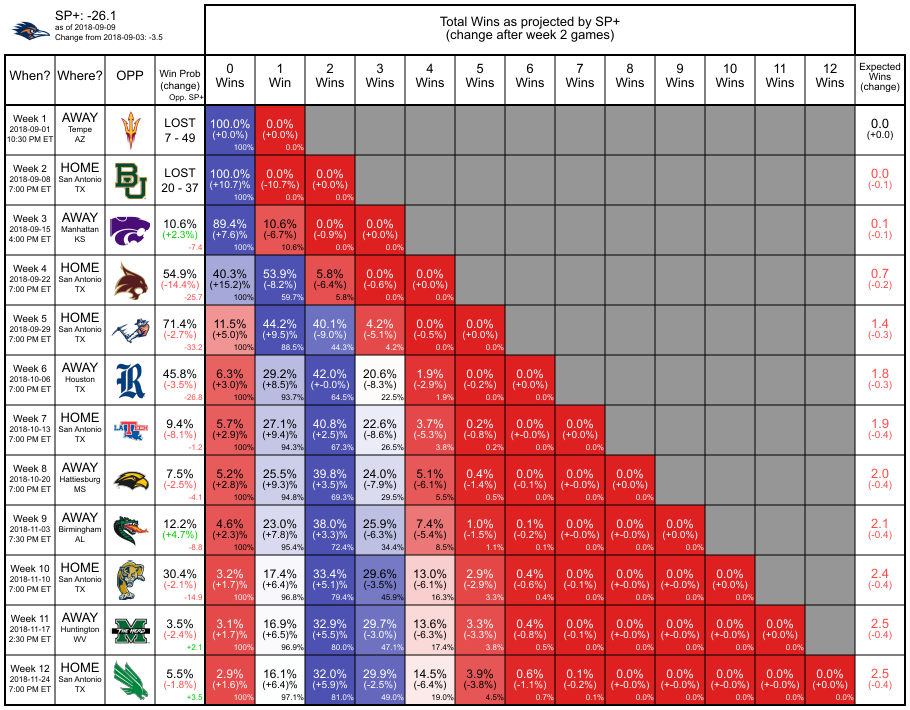 SP+: -26.1
as of 2018-09-09
Change from 2018-09-03: -3.5
Total Wins as projected by SP+
(change after week 2 games)
When? Where? OPP Win Prob (change) Opp. SP+ 0 Wins 1 Win 2 Wins 3 Wins 4 Wins 5 Wins 6 Wins 7 Wins 8 Wins 9 Wins 10 Wins 11 Wins 12 Wins Expected Wins (change)
Week 1 AWAY LOST 100.0% 0.0% 0.0
2018-09-01 Tempe 7 - 49 (+0.0%) (+0.0%) (+0.0)
10:30 PM ET AZ 100% 0.0%
Week 2 HOME BU LOST 100.0% 0.0% 0.0% 0.0
2018-09-08 San Antonio 20 - 37 (+10.7)% (-10.7% (+0.0%) (-0.1)
7:00 PM ET TX 100% 0.0% 0.0%
Week 3 AWAY 10.6% 89.4% 10.6% 0.0% 0.0% 0.1
2018-09-15 Manhattan (+2.3%) (+7.6)% (-6.7%) (-0.9%) (+0.0%) (-0.1)
4:00 PM ET KS -7.4 100% 10.6% 0.0% 0.0%
Week 4 HOME 54.9% 40.3% 53.9% 5.8% 0.0% 0.0% 0.7
2018-09-22 San Antonio (-14.4%) (+15.2)% (-8.2%) (-6.4%) (-0.6%) (+0.0%) (-0.2)
7:00 PM ET TX -25.7 100% 59.7% 5.8% 0.0% 0.0%
Week 5 HOME 71.4% 11.5% 44.2% 40.1% 4.2% 0.0% 0.0% 1.4
2018-09-29 San Antonio (-2.7%) (+5.0)% (+9.5)% (-9.0%) (-5.1%) (-0.5%) (+0.0%) (-0.3)
7:00 PM ET TX -33.2 100% 88.5% 44.3% 4.2% 0.0% 0.0%
Week 6 AWAY R 45.8% 6.3% 29.2% 42.0% 20.6% 1.9% 0.0% 0.0% 1.8
2018-10-06 Houston (-3.5%) (+3.0)% (+8.5)% (+-0.0%) (-8.3%) (-2.9%) (-0.2%) (+0.0%) (-0.3)
7:00 PM ET TX -26.8 100% 93.7% 64.5% 22.5% 1.9% 0.0% 0.0%
Week 7 HOME LA TECH 9.4% 5.7% 27.1% 40.8% 22.6% 3.7% 0.2% 0.0% 0.0% 1.9
2018-10-13 San Antonio (-8.1%) (+2.9)% (+9.4)% (+2.5)% (-8.6%) (-5.3%) (-0.8%) (+-0.0%) (+0.0%) (-0.4)
7:00 PM ET TX -1.2 100% 94.3% 67.3% 26.5% 3.8% 0.2% 0.0% 0.0%
Week 8 AWAY 7.5% 5.2% 25.5% 39.8% 24.0% 5.1% 0.4% 0.0% 0.0% 0.0% 2.0
2018-10-20 Hattiesburg (-2.5%) (+2.8)% (+9.3)% (+3.5)% (-7.9%) (-6.1%) (-1.4%) (-0.1%) (+-0.0%) (+0.0%) (-0.4)
7:00 PM ET MS -4.1 100% 94.8% 69.3% 29.5% 5.5% 0.5% 0.0% 0.0% 0.0%
Week 9 AWAY 12.2% 4.6% 23.0% 38.0% 25.9% 7.4% 1.0% 0.1% 0.0% 0.0% 0.0% 2.1
2018-11-03 Birmingham (+4.7%) (+2.3)% (+7.8)% (+3.3)% (-6.3%) (-5.4%) (-1.5%) (-0.2%) (+-0.0%) (+-0.0%) (+0.0%) (-0.4)
7:30 PM ET AL -8.8 100% 95.4% 72.4% 34.4% 8.5% 1.1% 0.1% 0.0% 0.0% 0.0%
Week 10 HOME 30.4% 3.2% 17.4% 33.4% 29.6% 13.0% 2.9% 0.4% 0.0% 0.0% 0.0% 0.0% 2.4
2018-11-10 San Antonio (-2.1%) (+1.7)% (+6.4)% (+5.1)% (-3.5%) (-6.1%) (-2.9%) (-0.6%) (-0.1%) (+-0.0%) (+-0.0%) (+0.0%) (-0.4)
7:00 PM ET TX -14.9 100% 96.8% 79.4% 45.9% 16.3% 3.3% 0.4% 0.0% 0.0% 0.0% 0.0%
Week 11 AWAY M THE HERD 3.5% 3.1% 16.9% 32.9% 29.7% 13.6% 3.3% 0.4% 0.0% 0.0% 0.0% 0.0% 0.0% 2.5
2018-11-17 Huntington (-2.4%) (+1.7)% (+6.5)% (+5.5)% (-3.0%) (-6.3%) (-3.3%) (-0.8%) (-0.1%) (+-0.0%) (+-0.0%) (+-0.0%) (+0.0%) (-0.4)
2:30 PM ET WV +2.1 100% 96.9% 80.0% 47.1% 17.4% 3.8% 0.5% 0.0% 0.0% 0.0% 0.0% 0.0%
Week 12 HOME 5.5% 2.9% 16.1% 32.0% 29.9% 14.5% 3.9% 0.6% 0.1% 0.0% 0.0% 0.0% 0.0% 0.0% 2.5
2018-11-24 San Antonio (-1.8%) (+1.6)% (+6.4)% (+5.9)% (-2.5%) (-6.4%) (-3.8%) (-1.1%) (-0.2%) (+-0.0%) (+-0.0%) (+-0.0%) (+-0.0%) (+0.0%) (-0.4)
7:00 PM ET TX +3.5 100% 97.1% 81.0% 49.0% 19.0% 4.5% 0.7% 0.1% 0.0% 0.0% 0.0% 0.0% 0.0%